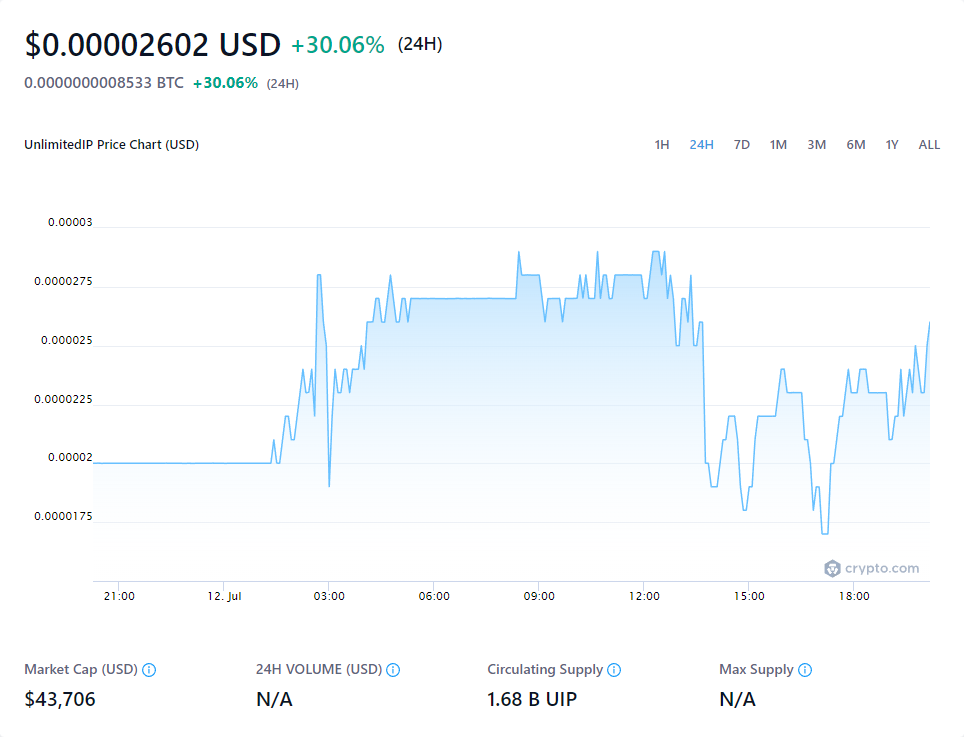 $0.00002602 USD +30.06% (24H)
0.0000000008533 BTC +30.06% (24H)
UnlimitedIP Price Chart (USD) 1H 24H 7D 1M 3M 6M 1Y ALL
0.00003
0.0000275
0.000025
0.0000225
0.00002
0.0000175
crypto.com
21:00 12. Jul 03:00 06:00 09:00 12:00 15:00 18:00
Market Cap (USD) 24H VOLUME (USD) Circulating Supply Max Supply
$43,706 N/A 1.68 B UIP N/A